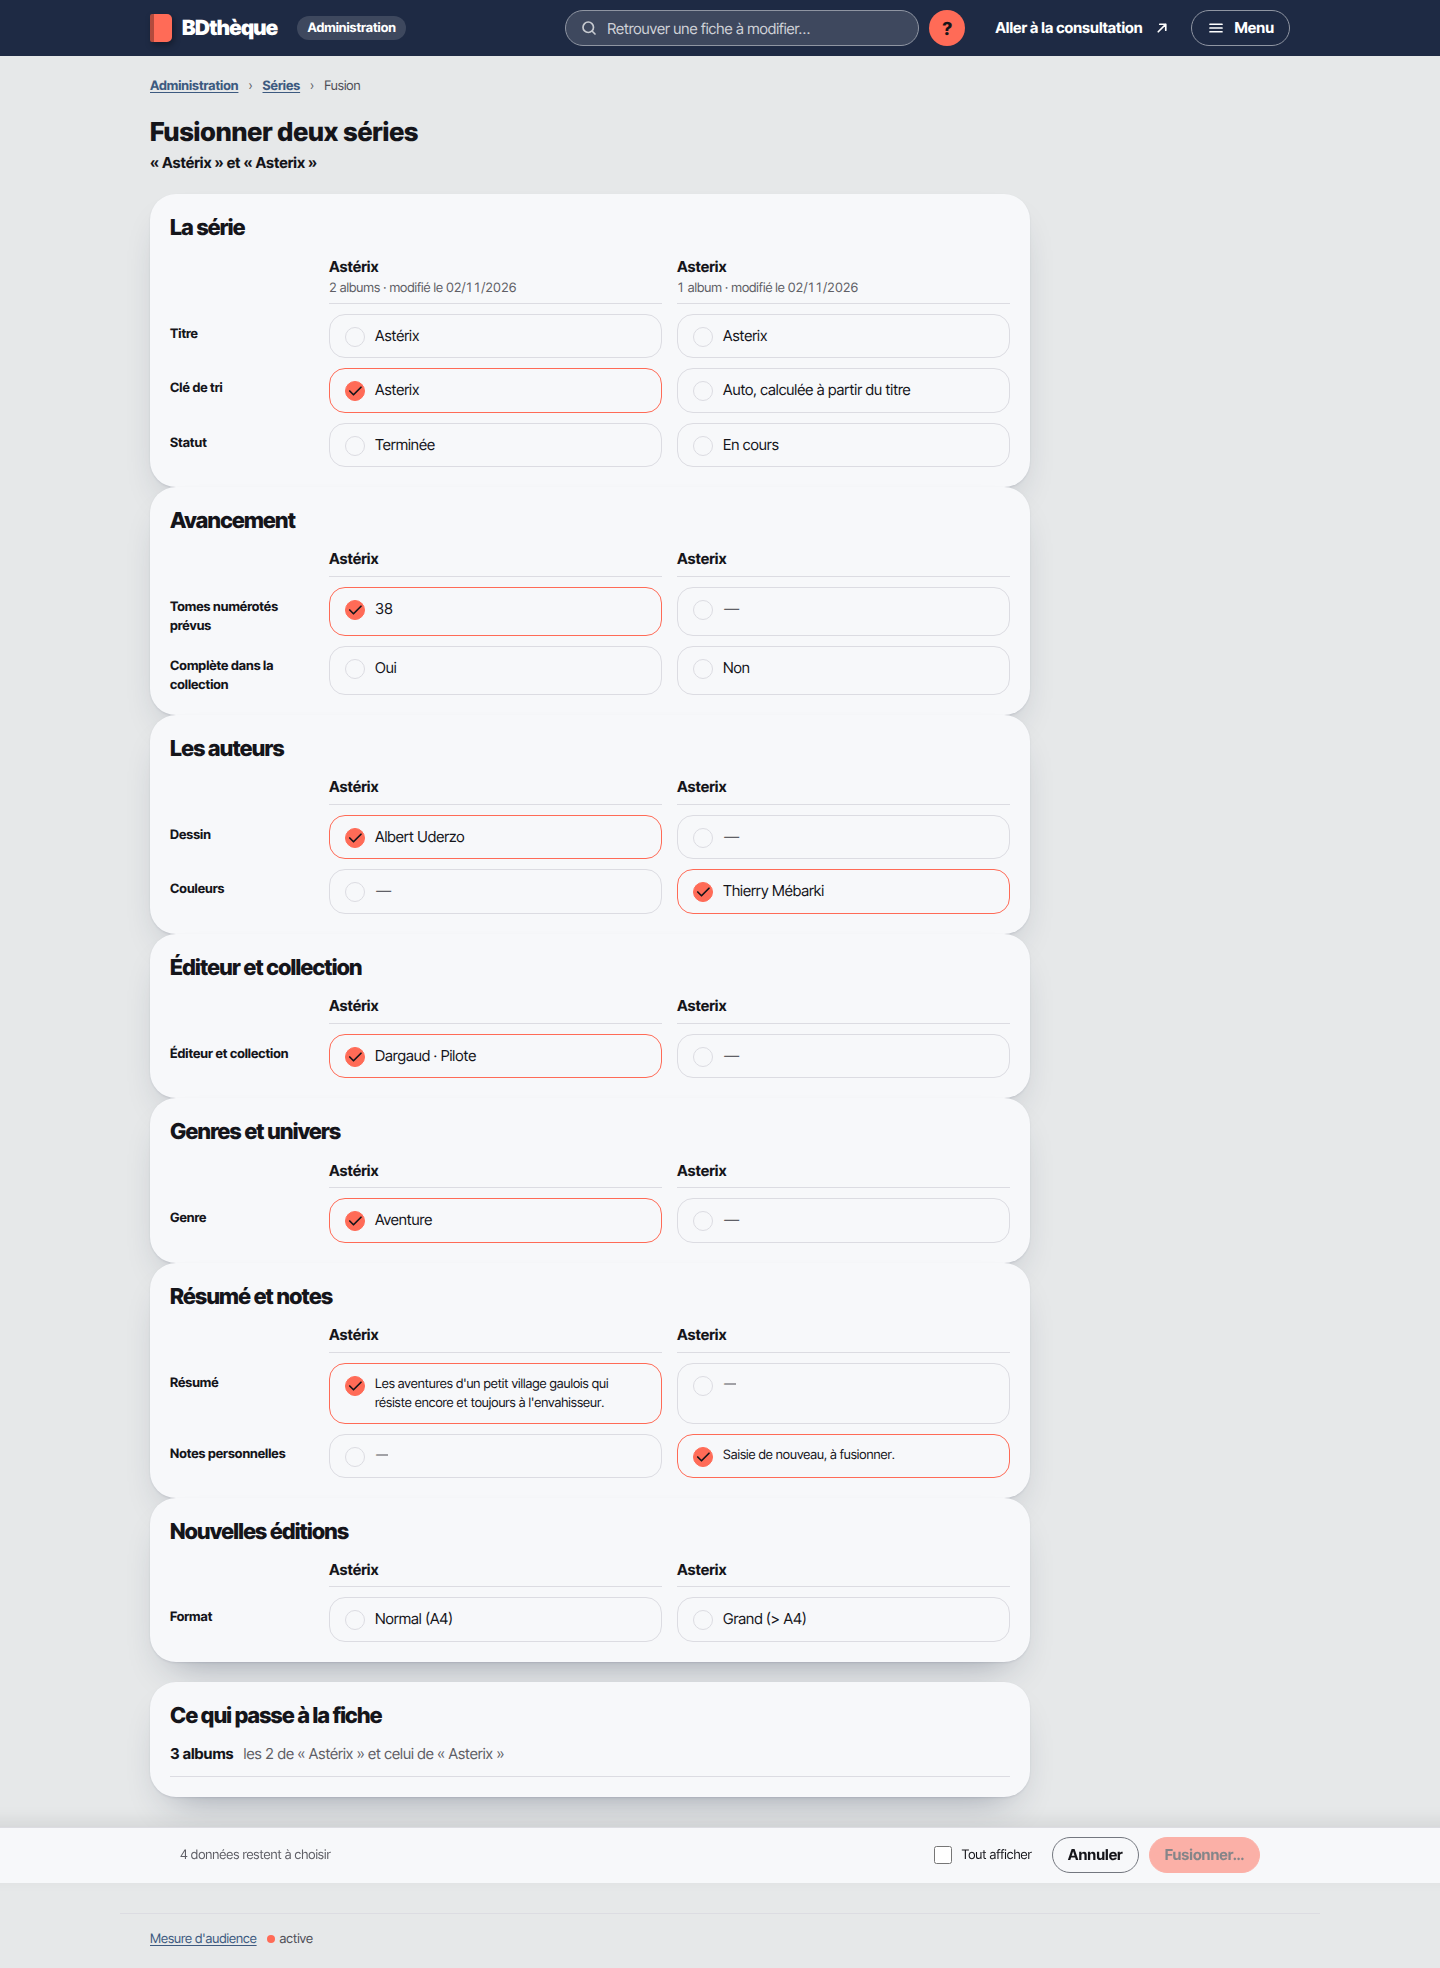 BDthèque
Administration
Retrouver une fiche à modifier...
?
Aller à la consultation
Menu
Administration › Séries › Fusion
Fusionner deux séries
« Astérix » et « Asterix »
La série
Astérix
Asterix
2 albums · modifié le 02/11/2026
1 album · modifié le 02/11/2026
Titre
Astérix
Asterix
Clé de tri
Asterix
Auto, calculée à partir du titre
Statut
Terminée
En cours
Avancement
Astérix
Asterix
Tomes numérotés
prévus
38
—
Complète dans la
collection
Oui
Non
Les auteurs
Astérix
Asterix
Dessin
Albert Uderzo
—
Couleurs
—
Thierry Mébarki
Éditeur et collection
Astérix
Asterix
Éditeur et collection
Dargaud · Pilote
—
Genres et univers
Astérix
Asterix
Genre
Aventure
—
Résumé et notes
Astérix
Asterix
Résumé
Les aventures d'un petit village gaulois qui
résiste encore et toujours à l'envahisseur.
—
Notes personnelles
—
Saisie de nouveau, à fusionner.
Nouvelles éditions
Astérix
Asterix
Format
Normal (A4)
Grand (> A4)
Ce qui passe à la fiche
3 albums les 2 de « Astérix » et celui de « Asterix »
4 données restent à choisir
Tout afficher
Annuler
Fusionner...
Mesure d'audience
active